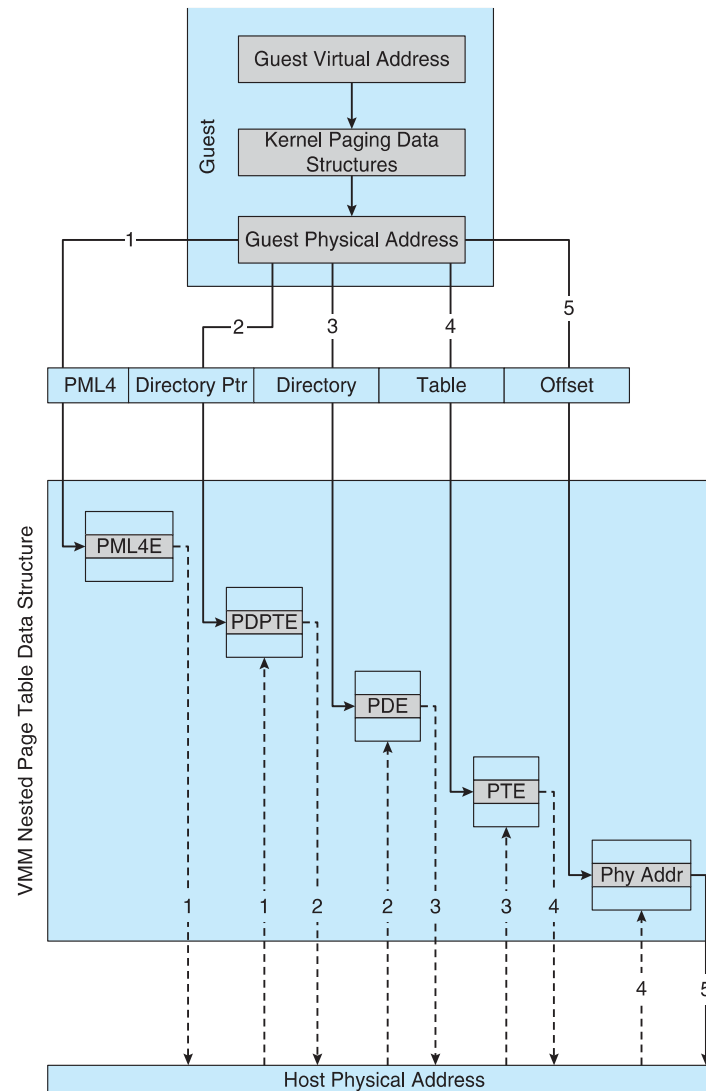 Guest Virtual Address
Kernel Paging Data
Structures
Guest
Guest Physical Address
1
2
3
4
5
PML4
Directory Ptr
Directory
Table
Offset
VMM Nested Page Table Data Structure
PML4E
PDPTE
PDE
PTE
Phy Addr
1
1
2
2
3
3
4
4
5
Host Physical Address